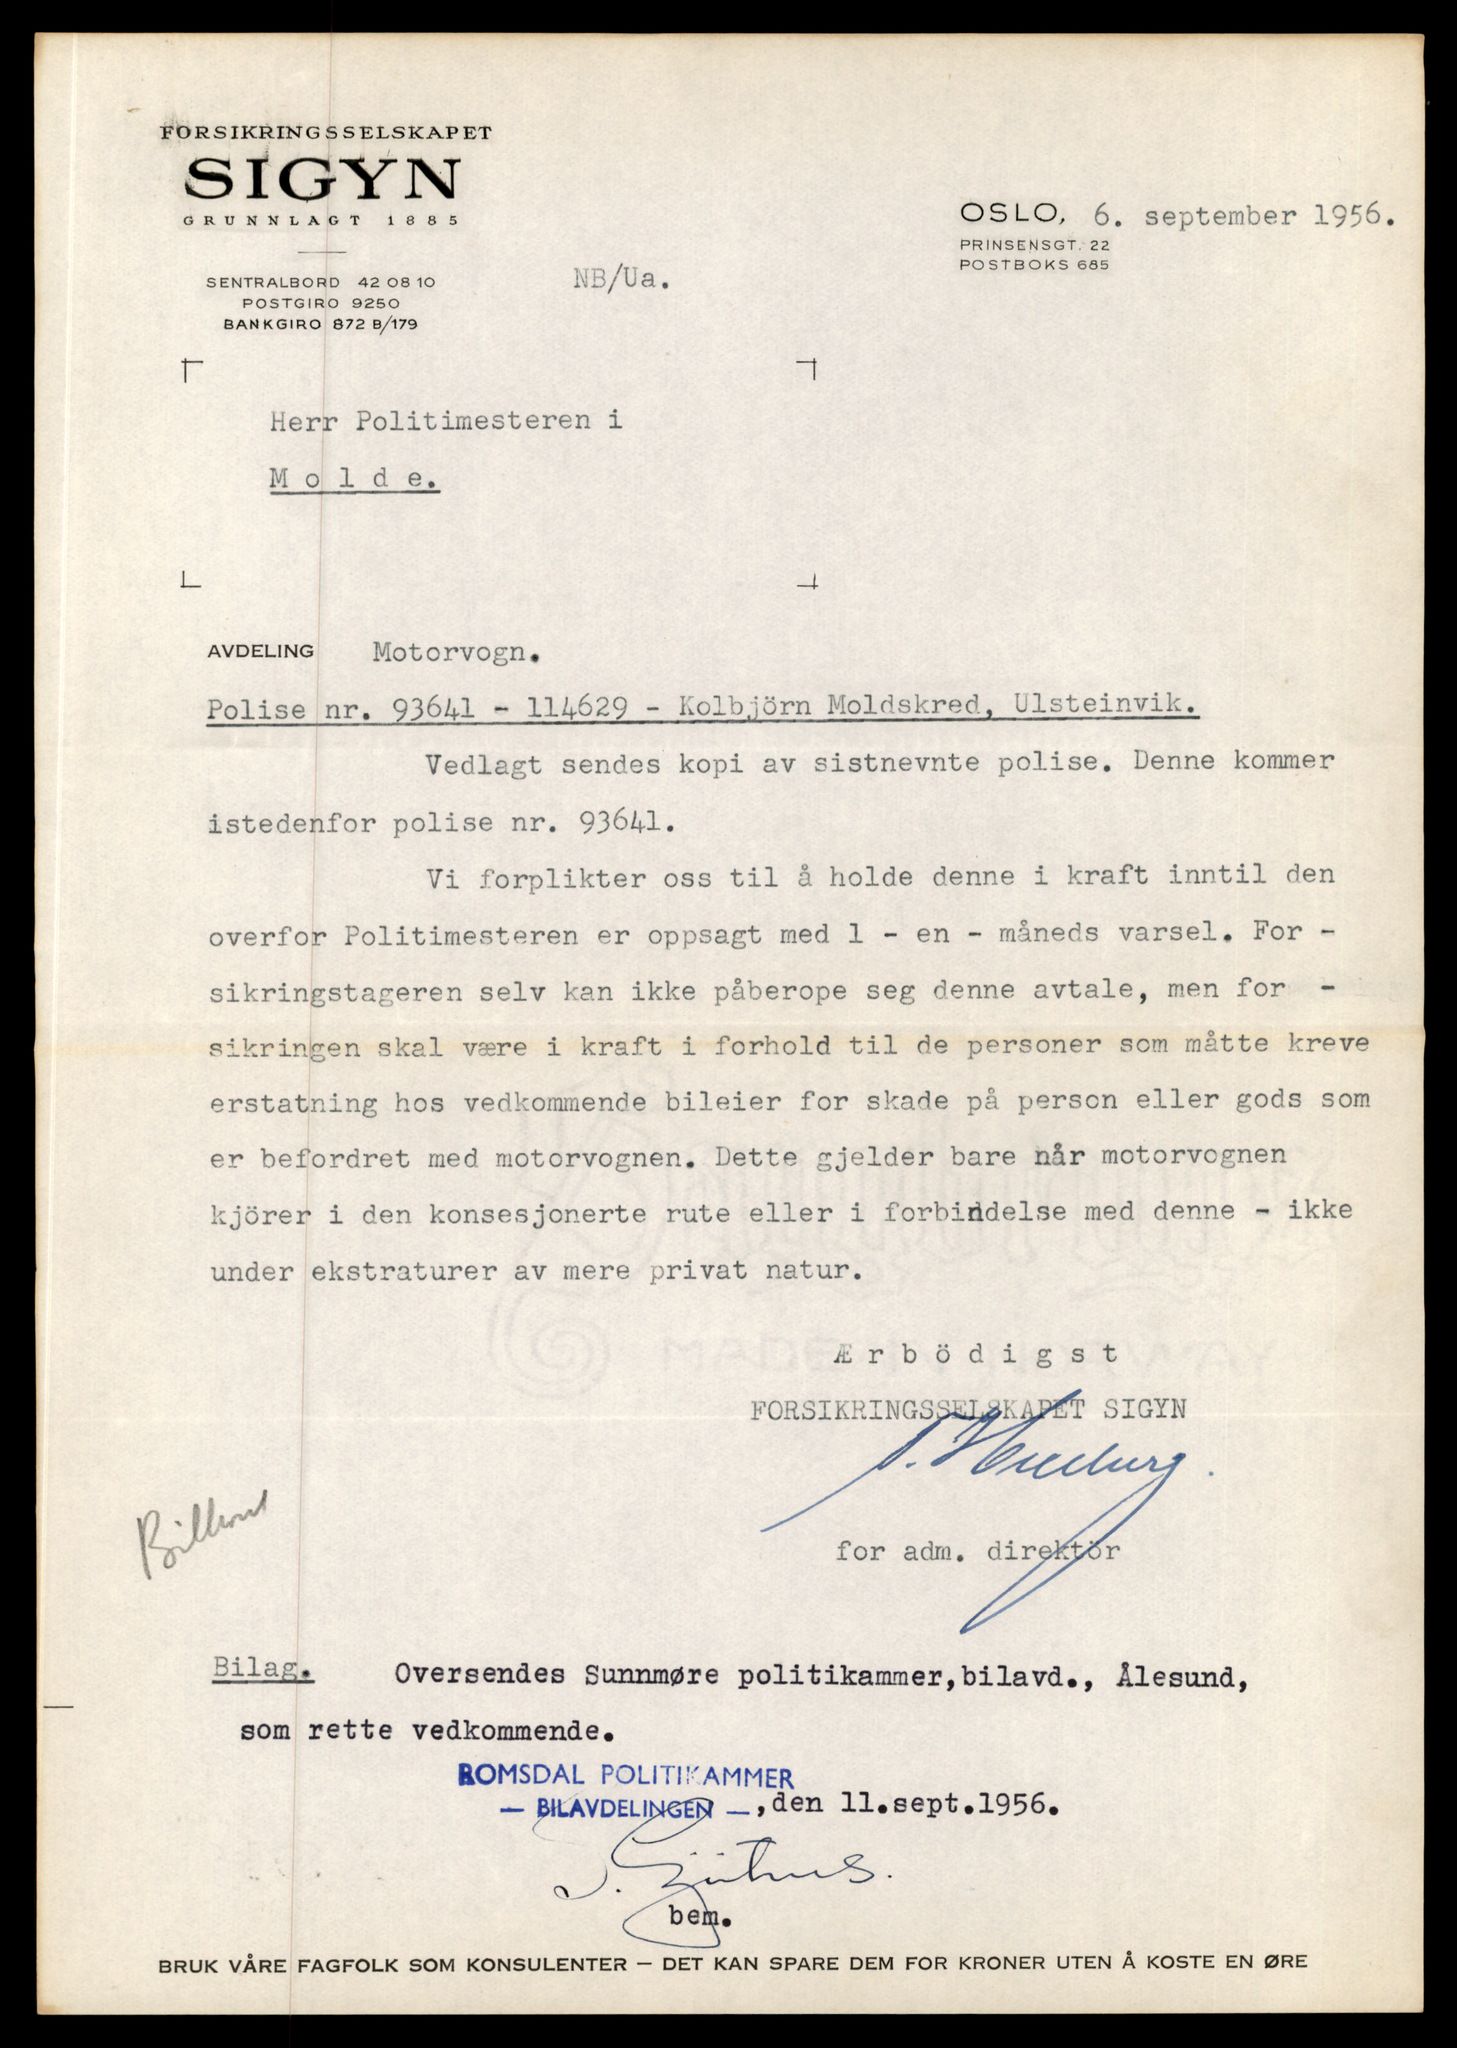 FORSIKRINGSSELSKAPET
SIGYN
GRUNNLAGT 1885
SENTRALBORD 42 08 10
POSTGIRO 9250
BANKGIRO 872 B/179
NB/Ua.
OSLO, 6. september 1956.
PRINSENSGT. 22
POSTBOKS 685
Herr Politimesteren i
Molde.
AVDELING Motorvogn.
Polise nr. 93641 - 114629 - Kolbjörn Moldskred, Ulsteinvik.
Vedlagt sendes kopi av sistnevnte polise. Denne kommer
istedenfor polise nr. 93641.
Vi forplikter oss til å holde denne i kraft inntil den
overfor Politimesteren er oppsagt med 1 - en - måneds varsel. For -
sikringstageren selv kan ikke påberope seg denne avtale, men for -
sikringen skal være i kraft i forhold til de personer som måtte kreve
erstatning hos vedkommende bileier for skade på person eller gods som
er befordret med motorvognen. Dette gjelder bare når motorvognen
kjörer i den konsesjonerte rute eller i forbindelse med denne - ikke
under ekstraturer av mere privat natur.
Ærbödigst
FORSIKRINGSSELSKAPET SIGYN
for adm. direktör
Bilag. Oversendes Sunnmøre politikammer, bilavd., Ålesund,
som rette vedkommende.
ROMSDAL POLITIKAMMER
— BILAVDELINGEN —, den 11.sept.1956.
bem.
BRUK VÅRE FAGFOLK SOM KONSULENTER — DET KAN SPARE DEM FOR KRONER UTEN Å KOSTE EN ØRE